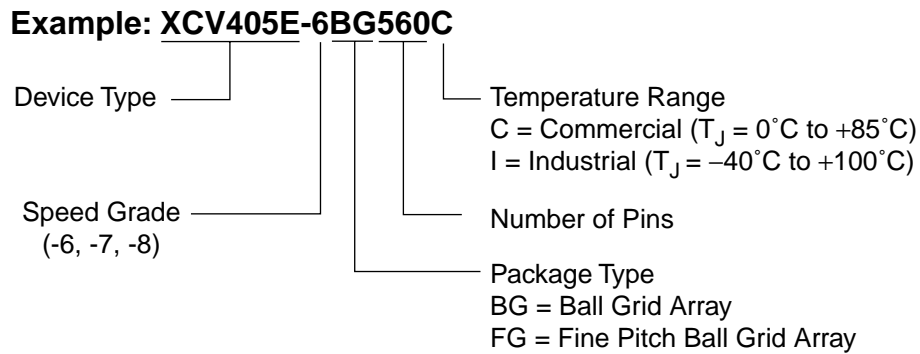 Example: XCV405E-6BG560C
Device Type
Temperature Range
C = Commercial (TJ = 0˚C to +85˚C)
I = Industrial (TJ = −40˚C to +100˚C)
Speed Grade
(-6, -7, -8)
Number of Pins
Package Type
BG = Ball Grid Array
FG = Fine Pitch Ball Grid Array